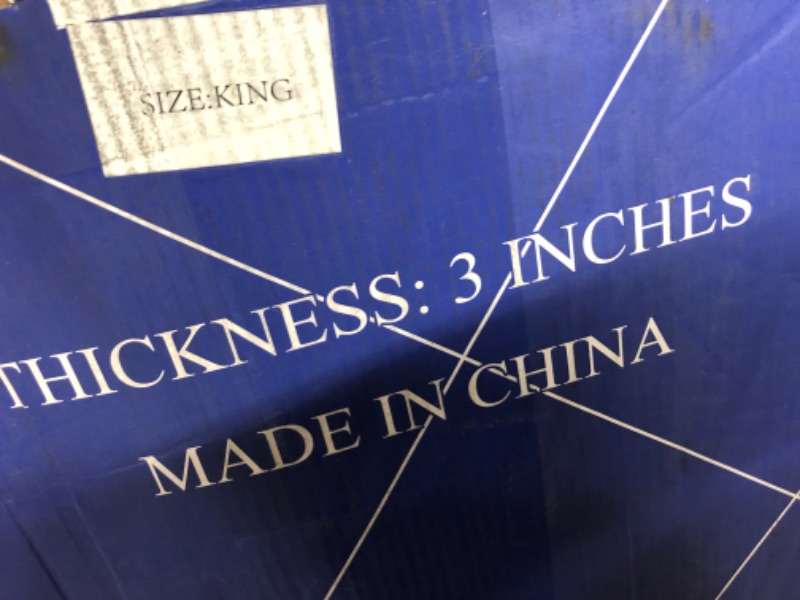 SIZE:KING
THICKNESS: 3 INCHES
MADE IN CHINA